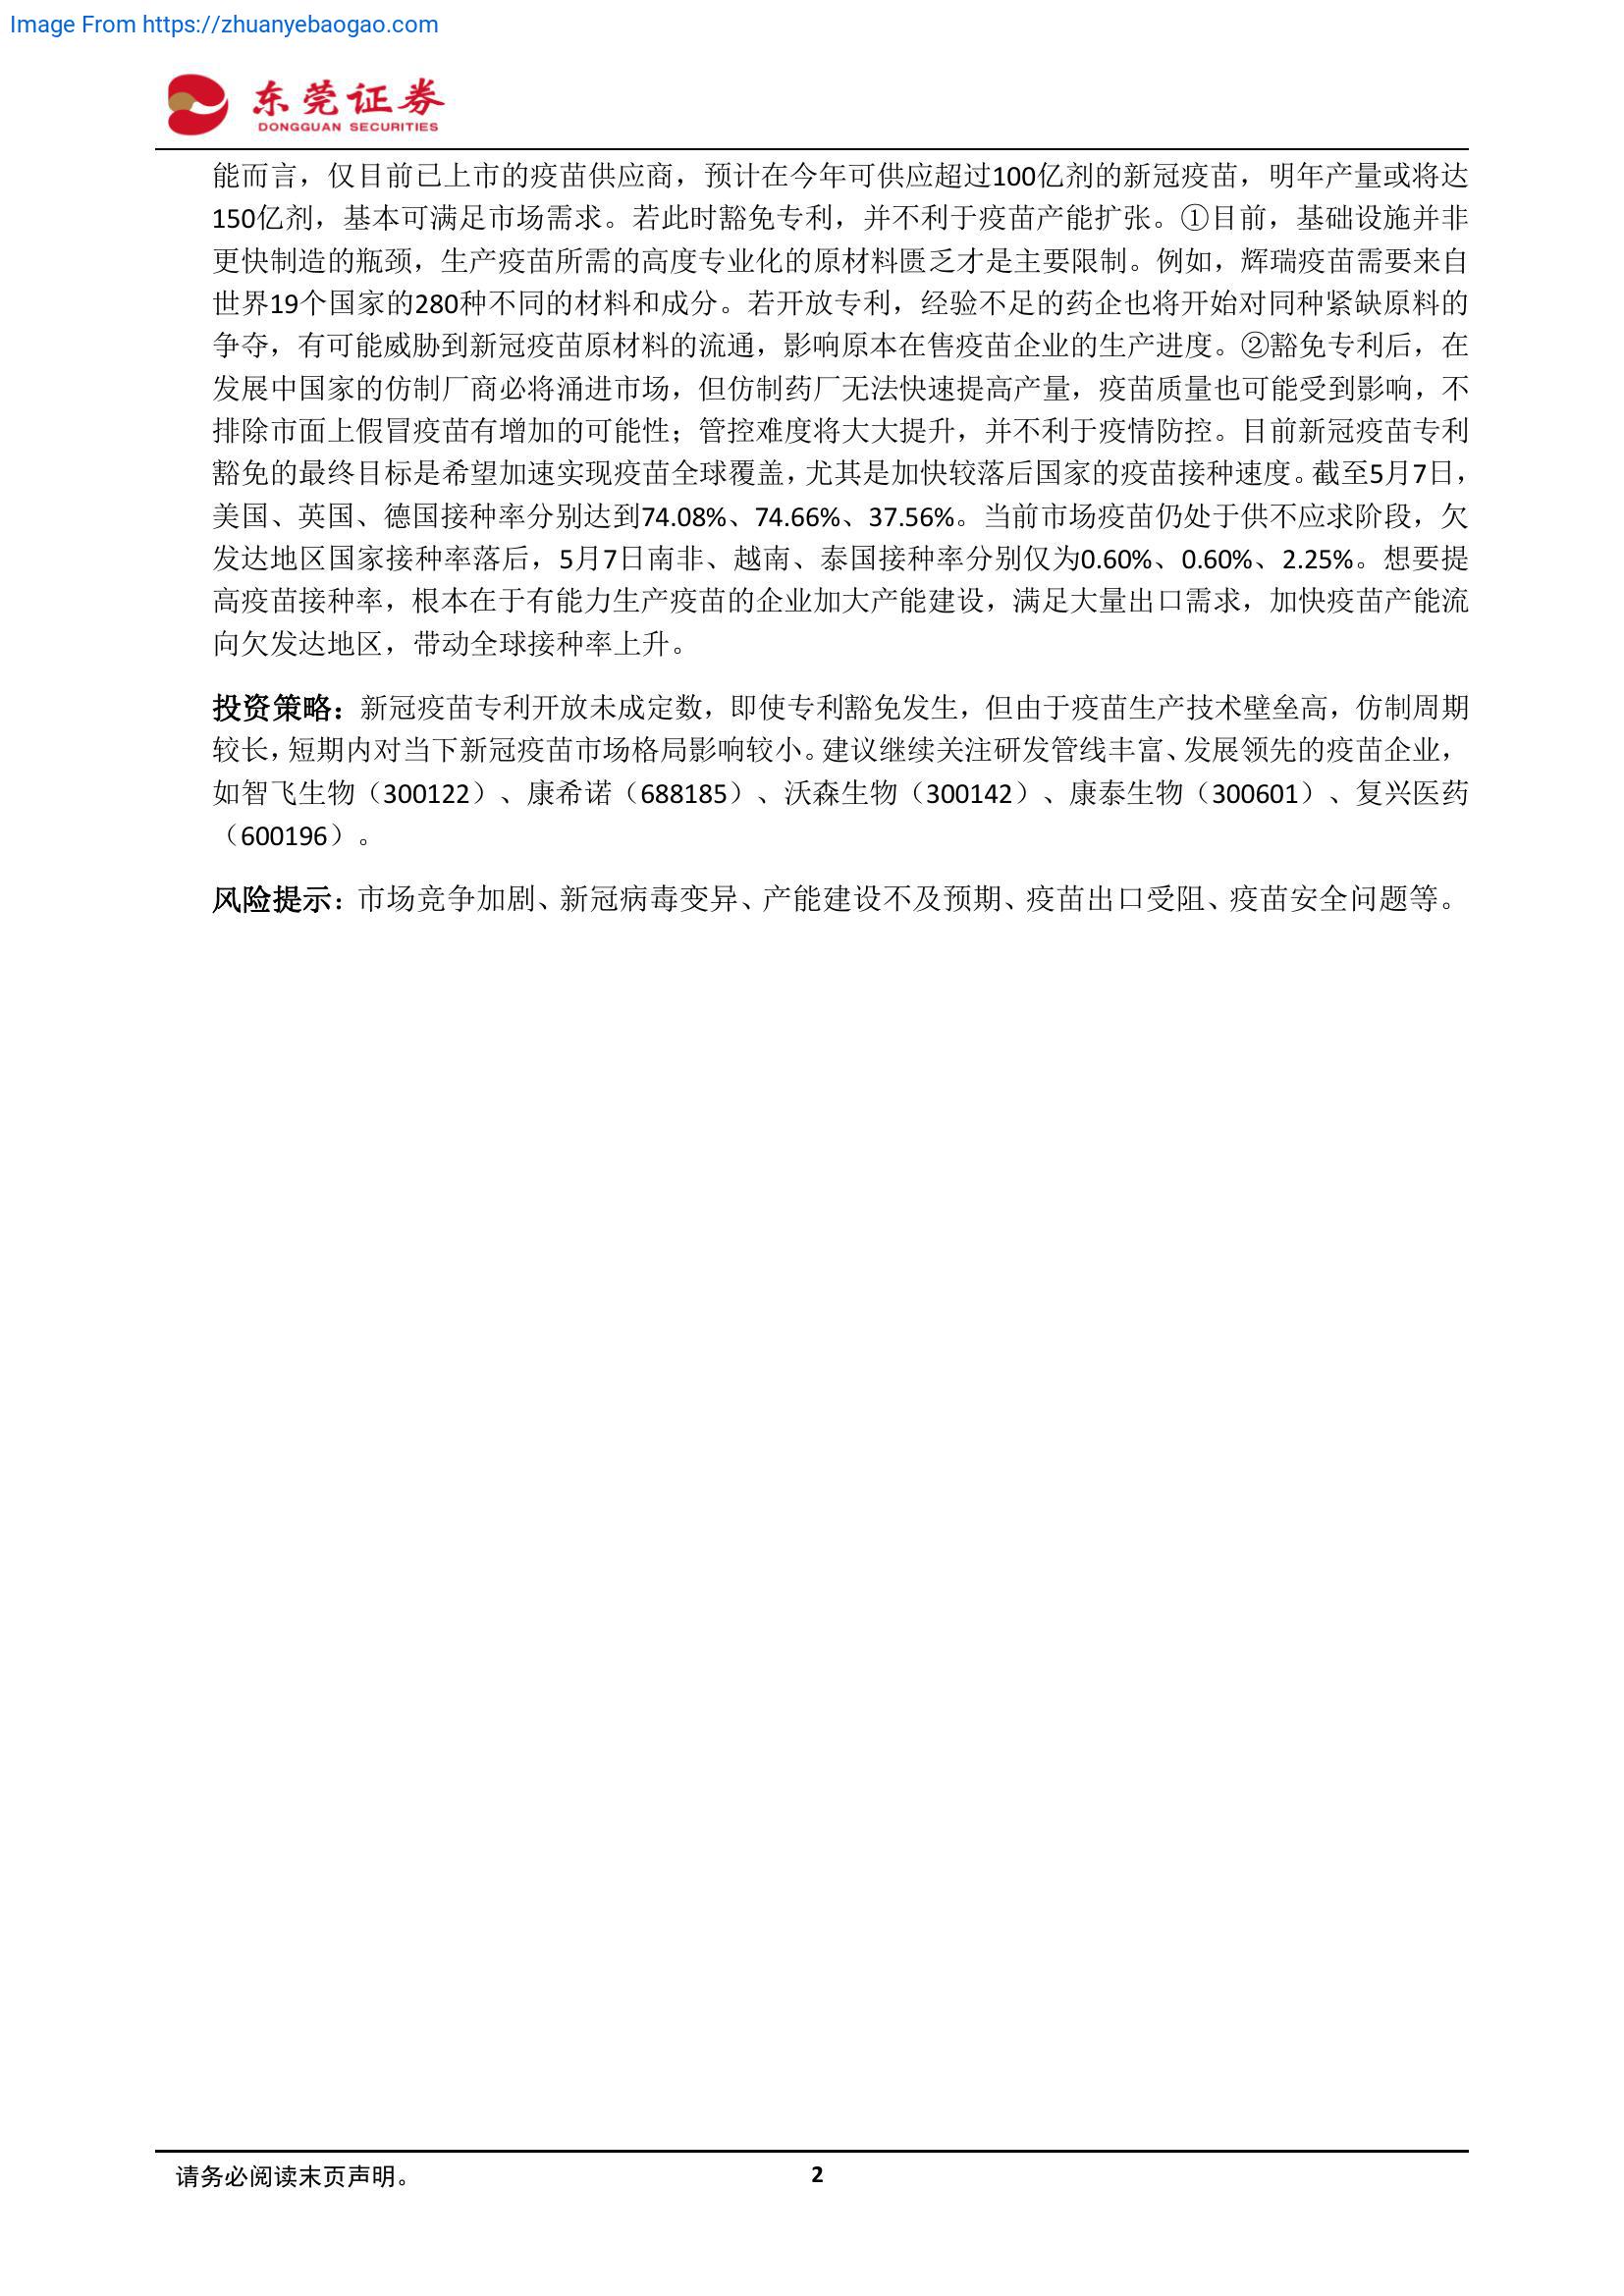 Image From https://zhuanyebaogao.com
东莞证券
DONGGUAN SECURITIES
能而言，仅目前已上市的疫苗供应商，预计在今年可供应超过100亿剂的新冠疫苗，明年产量或将达
150亿剂，基本可满足市场需求。若此时豁免专利，并不利于疫苗产能扩张。①目前，基础设施并非
更快制造的瓶颈，生产疫苗所需的高度专业化的原材料匮乏才是主要限制。例如，辉瑞疫苗需要来自
世界19个国家的280种不同的材料和成分。若开放专利，经验不足的药企也将开始对同种紧缺原料的
争夺，有可能威胁到新冠疫苗原材料的流通，影响原本在售疫苗企业的生产进度。②豁免专利后，在
发展中国家的仿制厂商必将涌进市场，但仿制药厂无法快速提高产量，疫苗质量也可能受到影响，不
排除市面上假冒疫苗有增加的可能性；管控难度将大大提升，并不利于疫情防控。目前新冠疫苗专利
豁免的最终目标是希望加速实现疫苗全球覆盖，尤其是加快较落后国家的疫苗接种速度。截至5月7日，
美国、英国、德国接种率分别达到74.08%、74.66%、37.56%。当前市场疫苗仍处于供不应求阶段，欠
发达地区国家接种率落后，5月7日南非、越南、泰国接种率分别仅为0.60%、0.60%、2.25%。想要提
高疫苗接种率，根本在于有能力生产疫苗的企业加大产能建设，满足大量出口需求，加快疫苗产能流
向欠发达地区，带动全球接种率上升。
投资策略：新冠疫苗专利开放未成定数，即使专利豁免发生，但由于疫苗生产技术壁垒高，仿制周期
较长，短期内对当下新冠疫苗市场格局影响较小。建议继续关注研发管线丰富、发展领先的疫苗企业，
如智飞生物（300122）、康希诺（688185）、沃森生物（300142）、康泰生物（300601）、复兴医药
（600196）。
风险提示：市场竞争加剧、新冠病毒变异、产能建设不及预期、疫苗出口受阻、疫苗安全问题等。
请务必阅读末页声明。
2